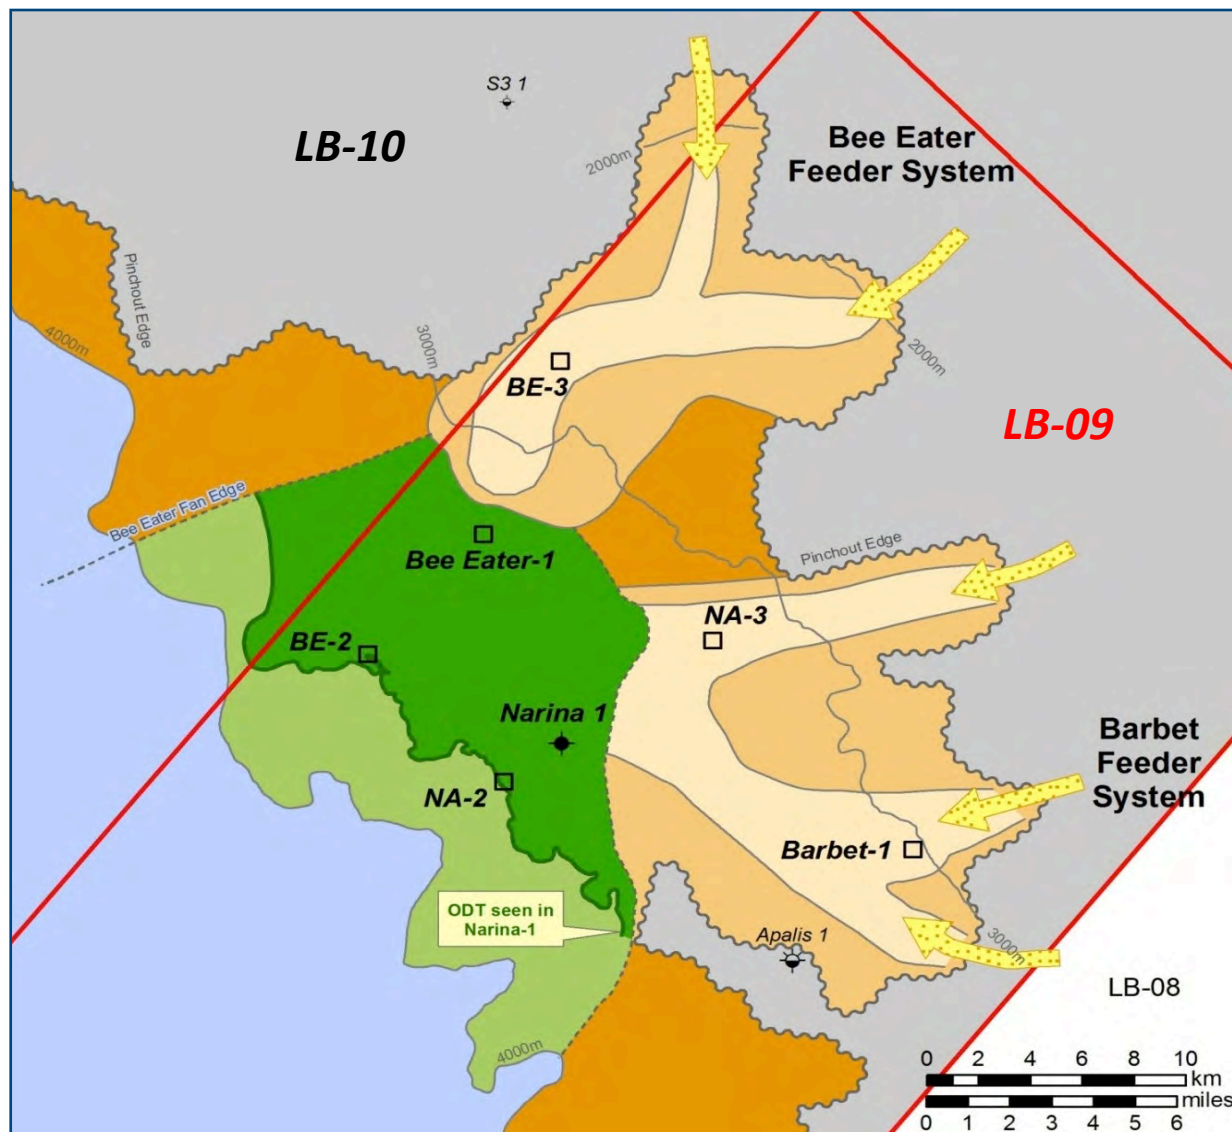 S3 1
LB-10
2000m
Bee Eater
Feeder System
Pinchout Edge
4000m
3000m
2000m
BE-3
LB-09
Bee Eater Fan Edge
Bee Eater-1
Pinchout Edge
NA-3
BE-2
Narina 1
Barbet
Feeder
System
NA-2
Barbet-1
ODT seen in
Narina-1
Apalis 1
3000m
LB-08
4000m
0 2 4 6 8 10
km
miles
0 1 2 3 4 5 6